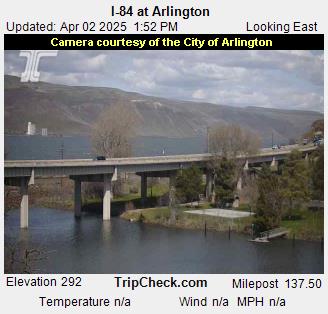 I-84 at Arlington
Updated: Apr 02 2025 1:52 PM Looking East
Camera courtesy of the City of Arlington
Elevation 292 TripCheck.com Milepost 137.50
Temperature n/a Wind n/a MPH n/a